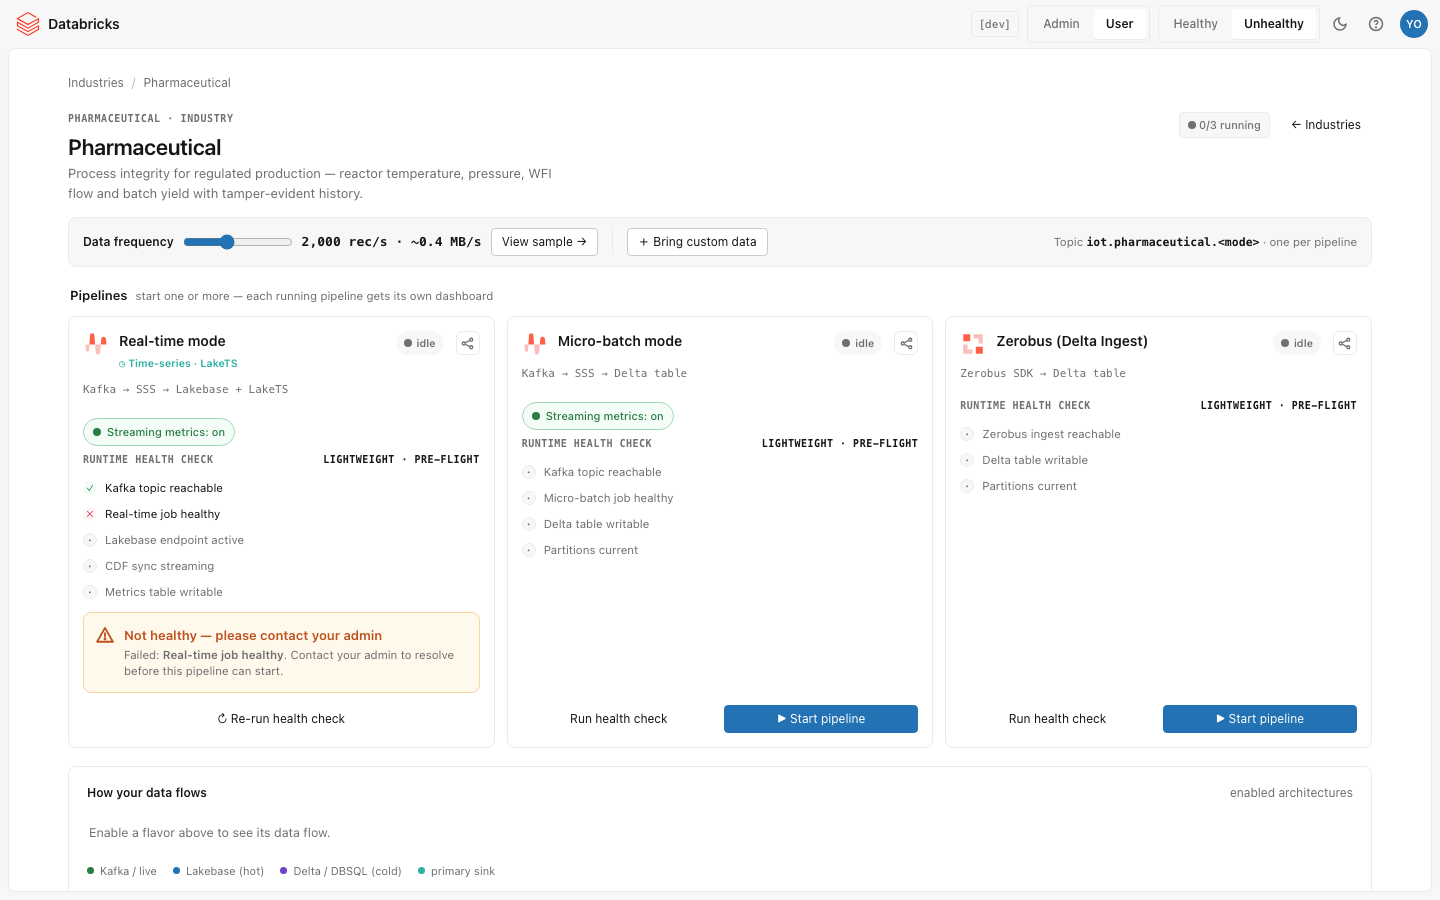 Databricks
[dev]
Admin
User
Healthy
Unhealthy
YO
Industries / Pharmaceutical
PHARMACEUTICAL · INDUSTRY
0/3 running
← Industries
Pharmaceutical
Process integrity for regulated production — reactor temperature, pressure, WFI
flow and batch yield with tamper-evident history.
Data frequency
2,000 rec/s · ~0.4 MB/s
View sample →
+ Bring custom data
Topic iot.pharmaceutical.<mode> · one per pipeline
Pipelines start one or more — each running pipeline gets its own dashboard
Real-time mode
idle
Time-series · LakeTS
Kafka → SSS → Lakebase + LakeTS
Streaming metrics: on
RUNTIME HEALTH CHECK
LIGHTWEIGHT · PRE-FLIGHT
Kafka topic reachable
Real-time job healthy
Lakebase endpoint active
CDF sync streaming
Metrics table writable
Not healthy — please contact your admin
Failed: Real-time job healthy. Contact your admin to resolve
before this pipeline can start.
↻ Re-run health check
Micro-batch mode
idle
Kafka → SSS → Delta table
Streaming metrics: on
RUNTIME HEALTH CHECK
LIGHTWEIGHT · PRE-FLIGHT
Kafka topic reachable
Micro-batch job healthy
Delta table writable
Partitions current
Run health check
▶ Start pipeline
Zerobus (Delta Ingest)
idle
Zerobus SDK → Delta table
RUNTIME HEALTH CHECK
LIGHTWEIGHT · PRE-FLIGHT
Zerobus ingest reachable
Delta table writable
Partitions current
Run health check
▶ Start pipeline
How your data flows
enabled architectures
Enable a flavor above to see its data flow.
Kafka / live
Lakebase (hot)
Delta / DBSQL (cold)
primary sink